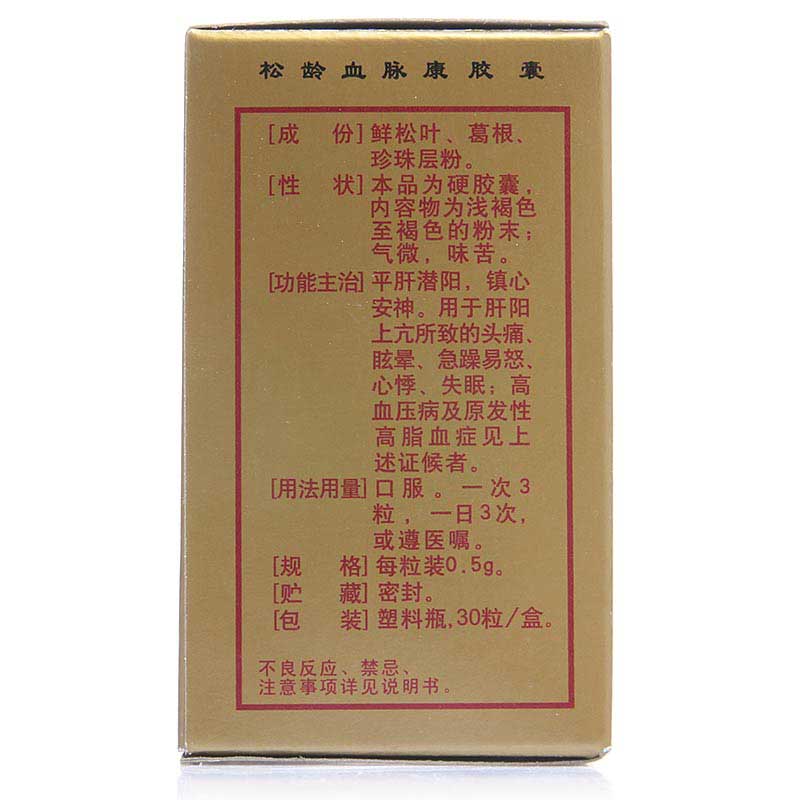 松龄血脉康胶囊
[成 份] 鲜松叶、葛根、
珍珠层粉。
[性 状] 本品为硬胶囊，
内容物为浅褐色
至褐色的粉末；
气微，味苦。
[功能主治] 平肝潜阳，镇心
安神。用于肝阳
上亢所致的头痛、
眩晕、急躁易怒、
心悸、失眠；高
血压病及原发性
高脂血症见上
述证候者。
[用法用量] 口服。一次3
粒，一日3次，
或遵医嘱。
[规 格] 每粒装0.5g。
[贮 藏] 密封。
[包 装] 塑料瓶,30粒/盒。
不良反应、禁忌、
注意事项详见说明书。